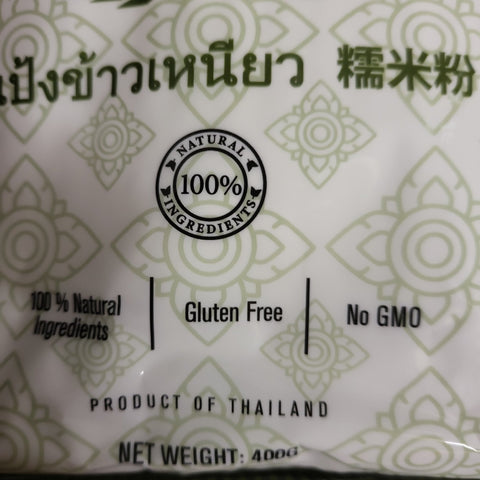 แป้งข้าวเหนียว 糯米粉
NATURAL
100%
INGREDIENTS
100 % Natural
Ingredients
Gluten Free
No GMO
PRODUCT OF THAILAND
NET WEIGHT: 400G